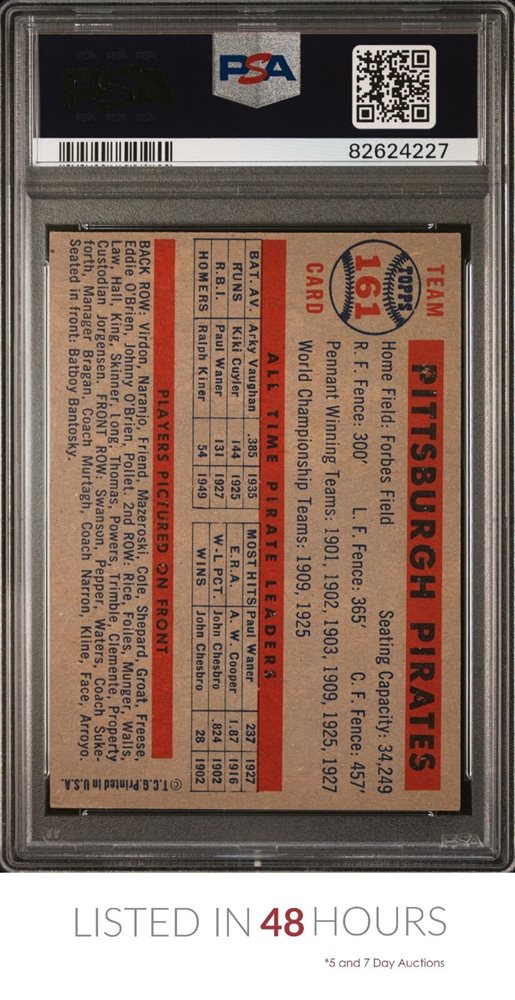 PSA
82624227
TEAM
TOPPS
161
CARD
PITTSBURGH PIRATES
Home Field: Forbes Field Seating Capacity: 34,249
R. F. Fence: 300' L. F. Fence: 365' C. F. Fence: 457'
Pennant Winning Teams: 1901, 1902, 1903, 1909, 1925, 1927
World Championship Teams: 1909, 1925
ALL TIME PIRATE LEADERS
BAT. AV. Arky Vaughan .385 1935 MOST HITS Paul Waner 237 1927
RUNS Kiki Cuyler 144 1925 E.R.A. A. W. Cooper 1.87 1916
R.B.I. Paul Waner 131 1927 W-L PCT. John Chesbro .824 1902
HOMERS Ralph Kiner 54 1949 WINS John Chesbro 28 1902
PLAYERS PICTURED ON FRONT
BACK ROW: Virdon, Naranjo, Friend, Mazeroski, Cole, Shepard, Groat, Freese,
Eddie O'Brien, Johnny O'Brien, Pollet. 2nd ROW: Rice, Foiles, Munger, Walls,
Law, Hall, King, Skinner, Long, Thomas, Powers, Trimble, Clemente, Property
Custodian Jorgensen. FRONT ROW: Swanson, Pepper, Waters, Coach Suke-
forth, Manager Bragan, Coach Murtagh, Coach Narron, Kline, Face, Arroyo.
Seated in front: Batboy Bantosky.
© T.C.G. Printed in U.S.A.
PSA
LISTED IN 48 HOURS
*5 and 7 Day Auctions